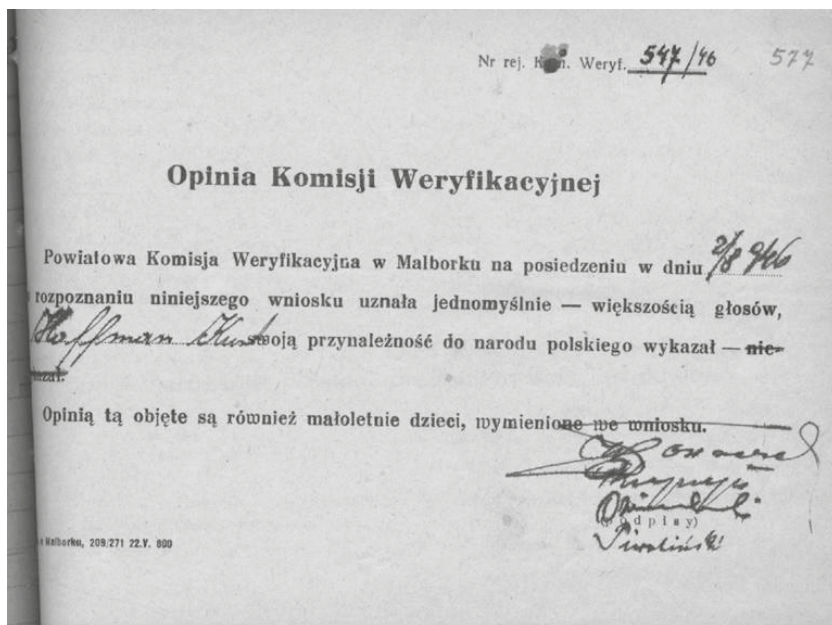 Nr rej. Kom. Weryf. 547/46 577
Opinia Komisji Weryfikacyjnej
Powiatowa Komisja Weryfikacyjna w Malborku na posiedzeniu w dniu 2/8 946
rozpoznaniu niniejszego wniosku uznała jednomyślnie — większością głosów,
Hoffman Kurt swoją przynależność do narodu polskiego wykazał — nie-
zał.
Opinią tą objęte są również małoletnie dzieci, wymienione we wniosku.
(podpisy)
Piwoliński
Malborku, 209/271 22.V. 800